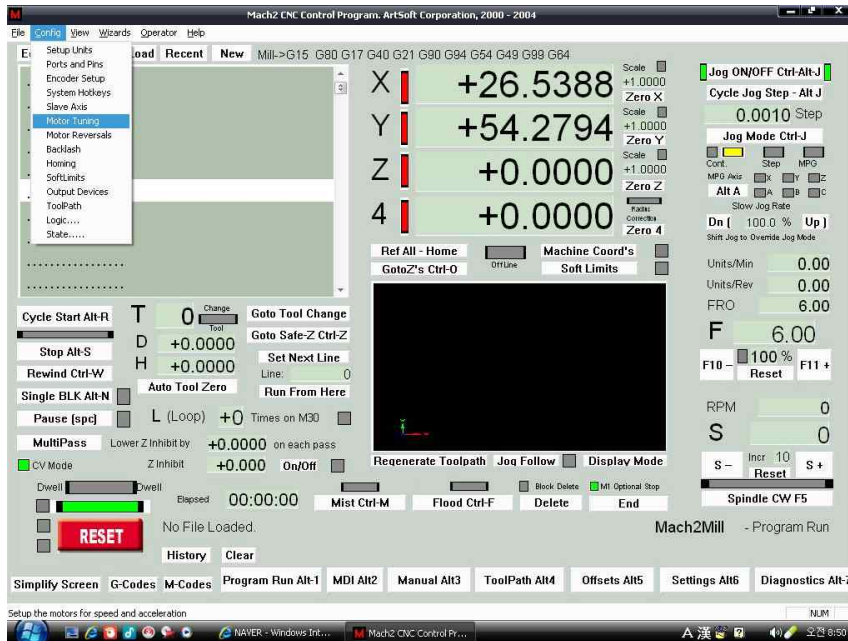 Mach2 CNC Control Program. ArtSoft Corporation, 2000 - 2004
File Config View Wizards Operator Help
Setup Units
Ports and Pins
Encoder Setup
System Hotkeys
Slave Axis
Motor Tuning
Motor Reversals
Backlash
Homing
SoftLimits
Output Devices
ToolPath
Logic....
State.....
Recent New Mill->G15 G80 G17 G40 G21 G90 G94 G54 G49 G99 G64
X +26.5388 Scale +1.0000 Zero X
Y +54.2794 Scale +1.0000 Zero Y
Z +0.0000 Scale +1.0000 Zero Z
4 +0.0000 Radius Correction Zero 4
Ref All - Home OffLine Machine Coord's
GotoZ's Ctrl-O Soft Limits
Jog ON/OFF Ctrl-Alt-J
Cycle Jog Step - Alt J
0.0010 Step
Jog Mode Ctrl-J
Cont. Step MPG
MPG Axis X Y Z
Alt A A B C
Slow Jog Rate
Dn ( 100.0 % Up )
Shift Jog to Override Jog Mode
Units/Min 0.00
Units/Rev 0.00
FRO 6.00
F 6.00
F10 – 100 % Reset F11 +
RPM 0
S 0
S – Incr 10 Reset S +
Spindle CW F5
Cycle Start Alt-R T 0 Change Tool Goto Tool Change
Stop Alt-S D +0.0000 Goto Safe-Z Ctrl-Z
Rewind Ctrl-W H +0.0000 Set Next Line
Line: 0
Single BLK Alt-N Auto Tool Zero Run From Here
Pause (spc) L (Loop) +0 Times on M30
MultiPass Lower Z Inhibit by +0.0000 on each pass
CV Mode Z Inhibit +0.000 On/Off
Regenerate Toolpath Jog Follow Display Mode
Dwell Dwell
Elapsed 00:00:00 Mist Ctrl-M Flood Ctrl-F Block Delete Delete M1 Optional Stop End
RESET No File Loaded.
Mach2Mill - Program Run
History Clear
Simplify Screen G-Codes M-Codes Program Run Alt-1 MDI Alt2 Manual Alt3 ToolPath Alt4 Offsets Alt5 Settings Alt6 Diagnostics Alt-7
Setup the motors for speed and acceleration NUM
NAVER - Windows Int... Mach2 CNC Control Pr... A 漢 오전 8:50